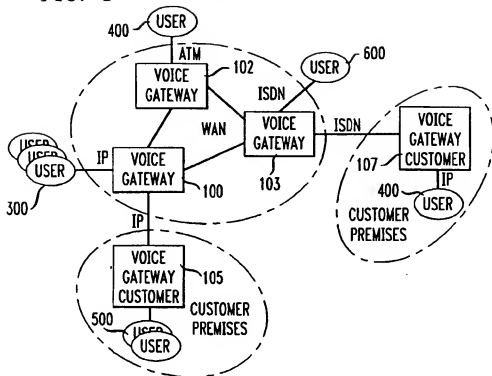 400
USER
ATM
VOICE
GATEWAY
102
USER
600
ISDN
WAN
VOICE
GATEWAY
103
ISDN
VOICE
GATEWAY
CUSTOMER
107
IP
400
USER
CUSTOMER
PREMISES
USER
USER
USER
300
IP
VOICE
GATEWAY
100
IP
VOICE
GATEWAY
CUSTOMER
105
CUSTOMER
PREMISES
500
USER
USER